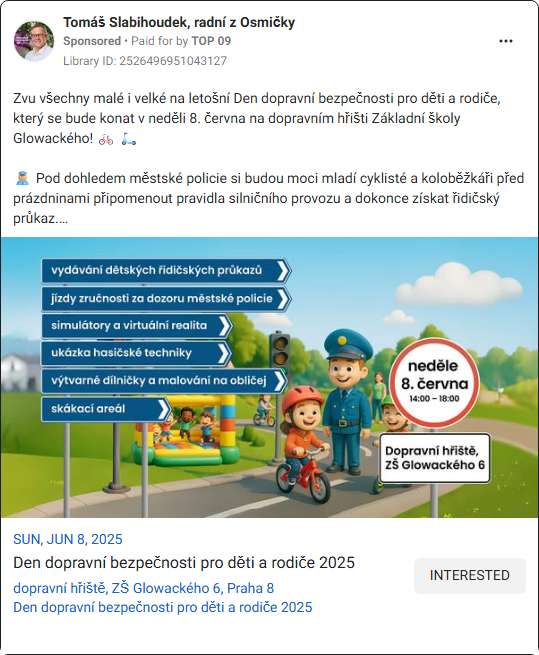 Tomáš Slabihoudek, radní z Osmičky
Sponsored • Paid for by TOP 09
Library ID: 2526496951043127
Zvu všechny malé i velké na letošní Den dopravní bezpečnosti pro děti a rodiče,
který se bude konat v neděli 8. června na dopravním hřišti Základní školy
Glowackého! 🚲 🛴
👮 Pod dohledem městské policie si budou moci mladí cyklisté a koloběžkáři před
prázdninami připomenout pravidla silničního provozu a dokonce získat řidičský
průkaz....
vydávání dětských řidičských průkazů
jízdy zručnosti za dozoru městské policie
simulátory a virtuální realita
ukázka hasičské techniky
výtvarné dílničky a malování na obličej
skákací areál
neděle
8. června
14:00 – 18:00
Dopravní hřiště,
ZŠ Glowackého 6
SUN, JUN 8, 2025
Den dopravní bezpečnosti pro děti a rodiče 2025
dopravní hřiště, ZŠ Glowackého 6, Praha 8
Den dopravní bezpečnosti pro děti a rodiče 2025
INTERESTED